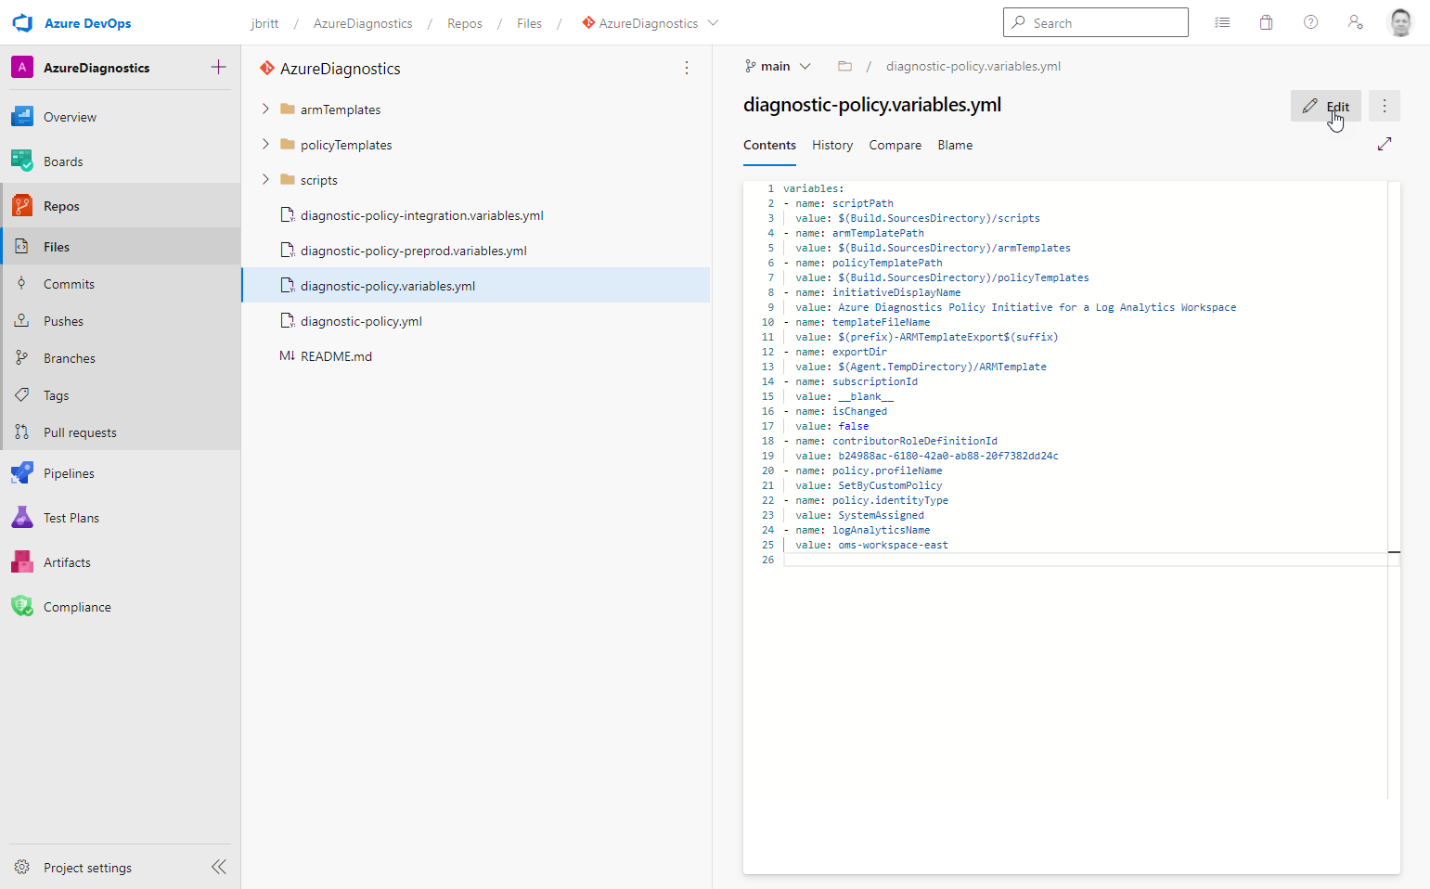 Azure DevOps
jbritt / AzureDiagnostics / Repos / Files / AzureDiagnostics
Search
A AzureDiagnostics
Overview
Boards
Repos
Files
Commits
Pushes
Branches
Tags
Pull requests
Pipelines
Test Plans
Artifacts
Compliance
Project settings
AzureDiagnostics
armTemplates
policyTemplates
scripts
diagnostic-policy-integration.variables.yml
diagnostic-policy-preprod.variables.yml
diagnostic-policy.variables.yml
diagnostic-policy.yml
M↓ README.md
main / diagnostic-policy.variables.yml
diagnostic-policy.variables.yml
Edit
Contents History Compare Blame
1 variables:
2 - name: scriptPath
3 value: $(Build.SourcesDirectory)/scripts
4 - name: armTemplatePath
5 value: $(Build.SourcesDirectory)/armTemplates
6 - name: policyTemplatePath
7 value: $(Build.SourcesDirectory)/policyTemplates
8 - name: initiativeDisplayName
9 value: Azure Diagnostics Policy Initiative for a Log Analytics Workspace
10 - name: templateFileName
11 value: $(prefix)-ARMTemplateExport$(suffix)
12 - name: exportDir
13 value: $(Agent.TempDirectory)/ARMTemplate
14 - name: subscriptionId
15 value: __blank__
16 - name: isChanged
17 value: false
18 - name: contributorRoleDefinitionId
19 value: b24988ac-6180-42a0-ab88-20f7382dd24c
20 - name: policy.profileName
21 value: SetByCustomPolicy
22 - name: policy.identityType
23 value: SystemAssigned
24 - name: logAnalyticsName
25 value: oms-workspace-east
26